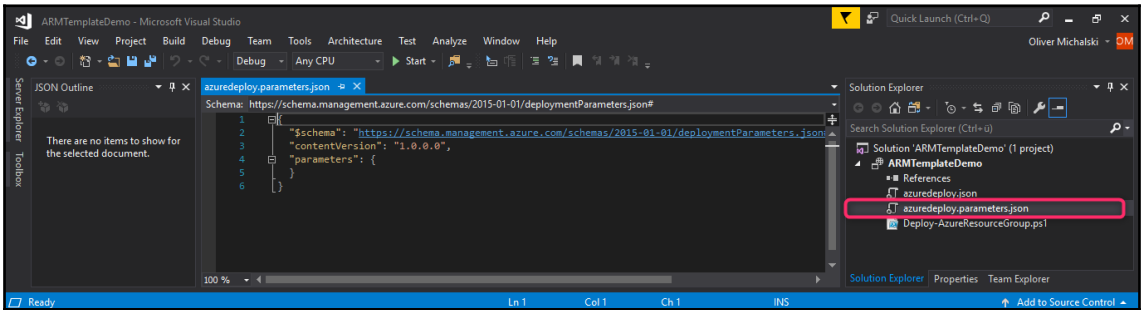 ARMTemplateDemo - Microsoft Visual Studio
Quick Launch (Ctrl+Q)
File Edit View Project Build Debug Team Tools Architecture Test Analyze Window Help
Oliver Michalski OM
Debug Any CPU Start
Server Explorer
Toolbox
JSON Outline
There are no items to show for
the selected document.
azuredeploy.parameters.json
Schema: https://schema.management.azure.com/schemas/2015-01-01/deploymentParameters.json#
1 {
2 "$schema": "https://schema.management.azure.com/schemas/2015-01-01/deploymentParameters.json
3 "contentVersion": "1.0.0.0",
4 "parameters": {
5 }
6 }
100 %
Solution Explorer
Search Solution Explorer (Ctrl+ü)
Solution 'ARMTemplateDemo' (1 project)
ARMTemplateDemo
References
azuredeploy.json
azuredeploy.parameters.json
Deploy-AzureResourceGroup.ps1
Solution Explorer Properties Team Explorer
Ready Ln 1 Col 1 Ch 1 INS Add to Source Control